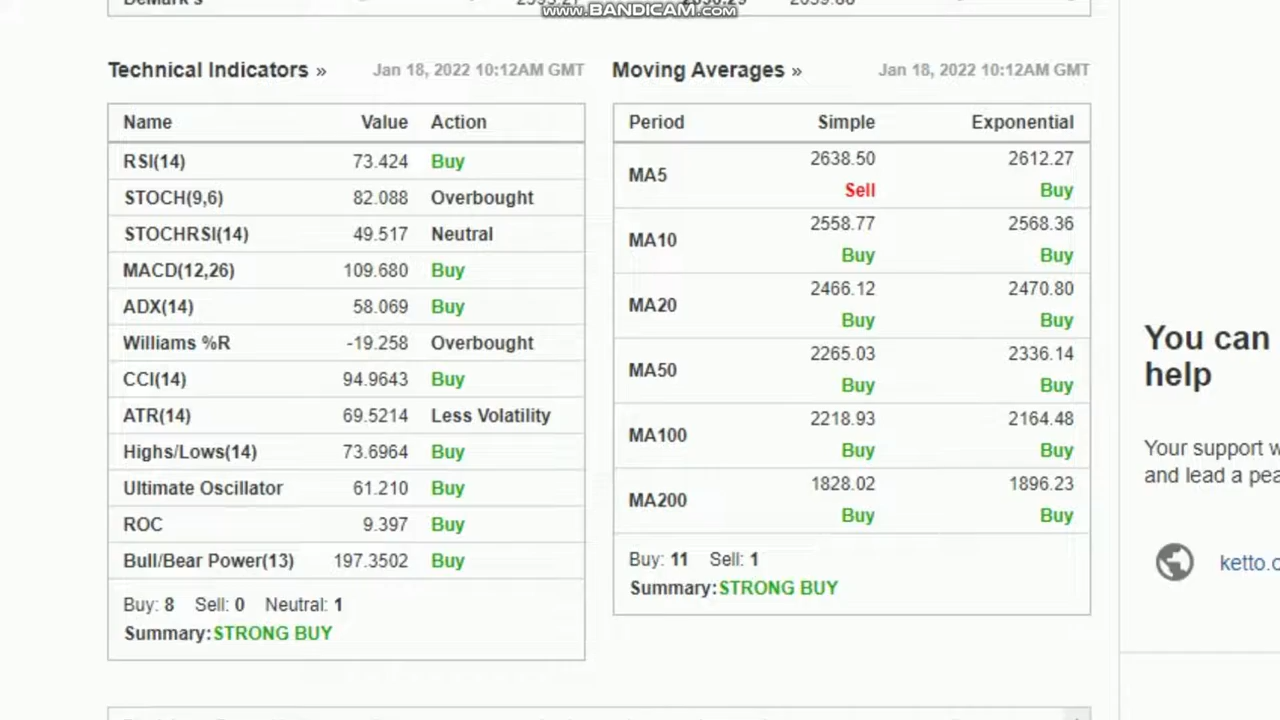 www.BANDICAM.com
Technical Indicators » Jan 18, 2022 10:12AM GMT
Name Value Action
RSI(14) 73.424 Buy
STOCH(9,6) 82.088 Overbought
STOCHRSI(14) 49.517 Neutral
MACD(12,26) 109.680 Buy
ADX(14) 58.069 Buy
Williams %R -19.258 Overbought
CCI(14) 94.9643 Buy
ATR(14) 69.5214 Less Volatility
Highs/Lows(14) 73.6964 Buy
Ultimate Oscillator 61.210 Buy
ROC 9.397 Buy
Bull/Bear Power(13) 197.3502 Buy
Buy: 8 Sell: 0 Neutral: 1
Summary:STRONG BUY
Moving Averages » Jan 18, 2022 10:12AM GMT
Period Simple Exponential
MA5 2638.50 2612.27
Sell Buy
MA10 2558.77 2568.36
Buy Buy
MA20 2466.12 2470.80
Buy Buy
MA50 2265.03 2336.14
Buy Buy
MA100 2218.93 2164.48
Buy Buy
MA200 1828.02 1896.23
Buy Buy
Buy: 11 Sell: 1
Summary:STRONG BUY
You can
help
Your support
and lead a
ketto.